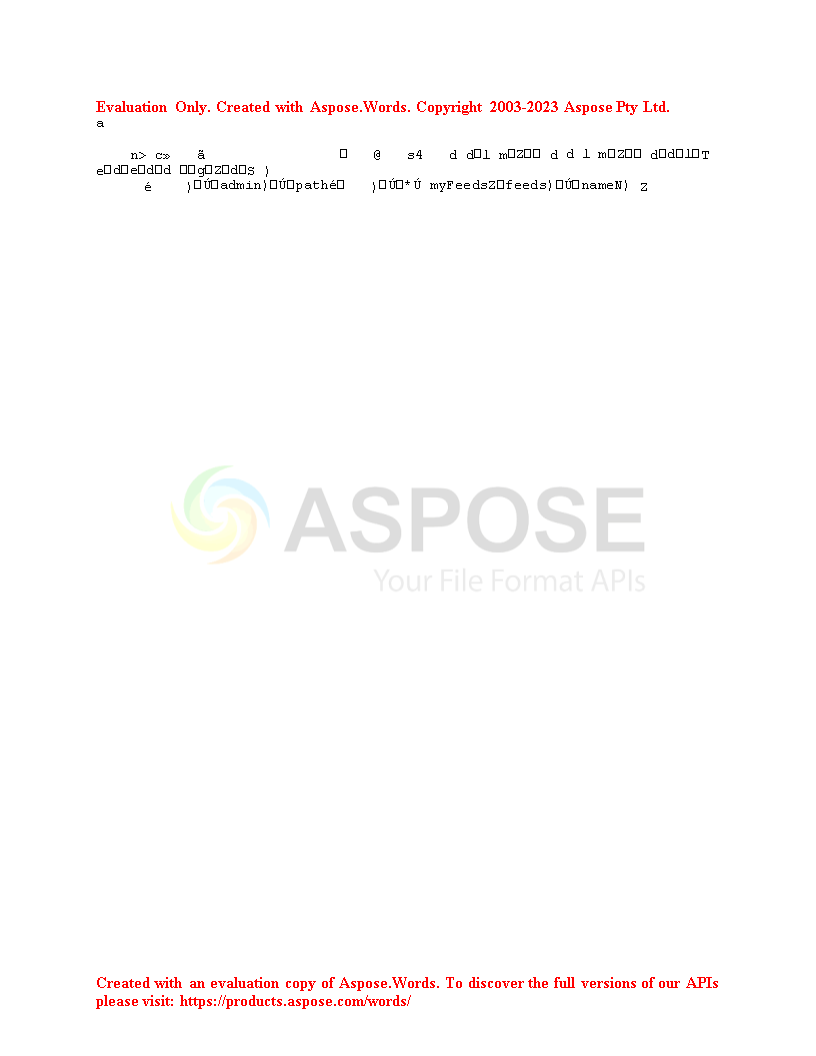 Evaluation Only. Created with Aspose.Words. Copyright 2003-2023 Aspose Pty Ltd.
a
n> c» ã □ @ s4 d d□l m□Z□□ d d l m□Z□□ d□d□l□T
e□d□e□d□d □□g□Z□d□S )
é )□Ú□admin)□Ú□pathé□ )□Ú□*Ú myFeedsZ□feeds)□Ú□nameN) Z
ASPOSE
Your File Format APIs
Created with an evaluation copy of Aspose.Words. To discover the full versions of our APIs
please visit: https://products.aspose.com/words/